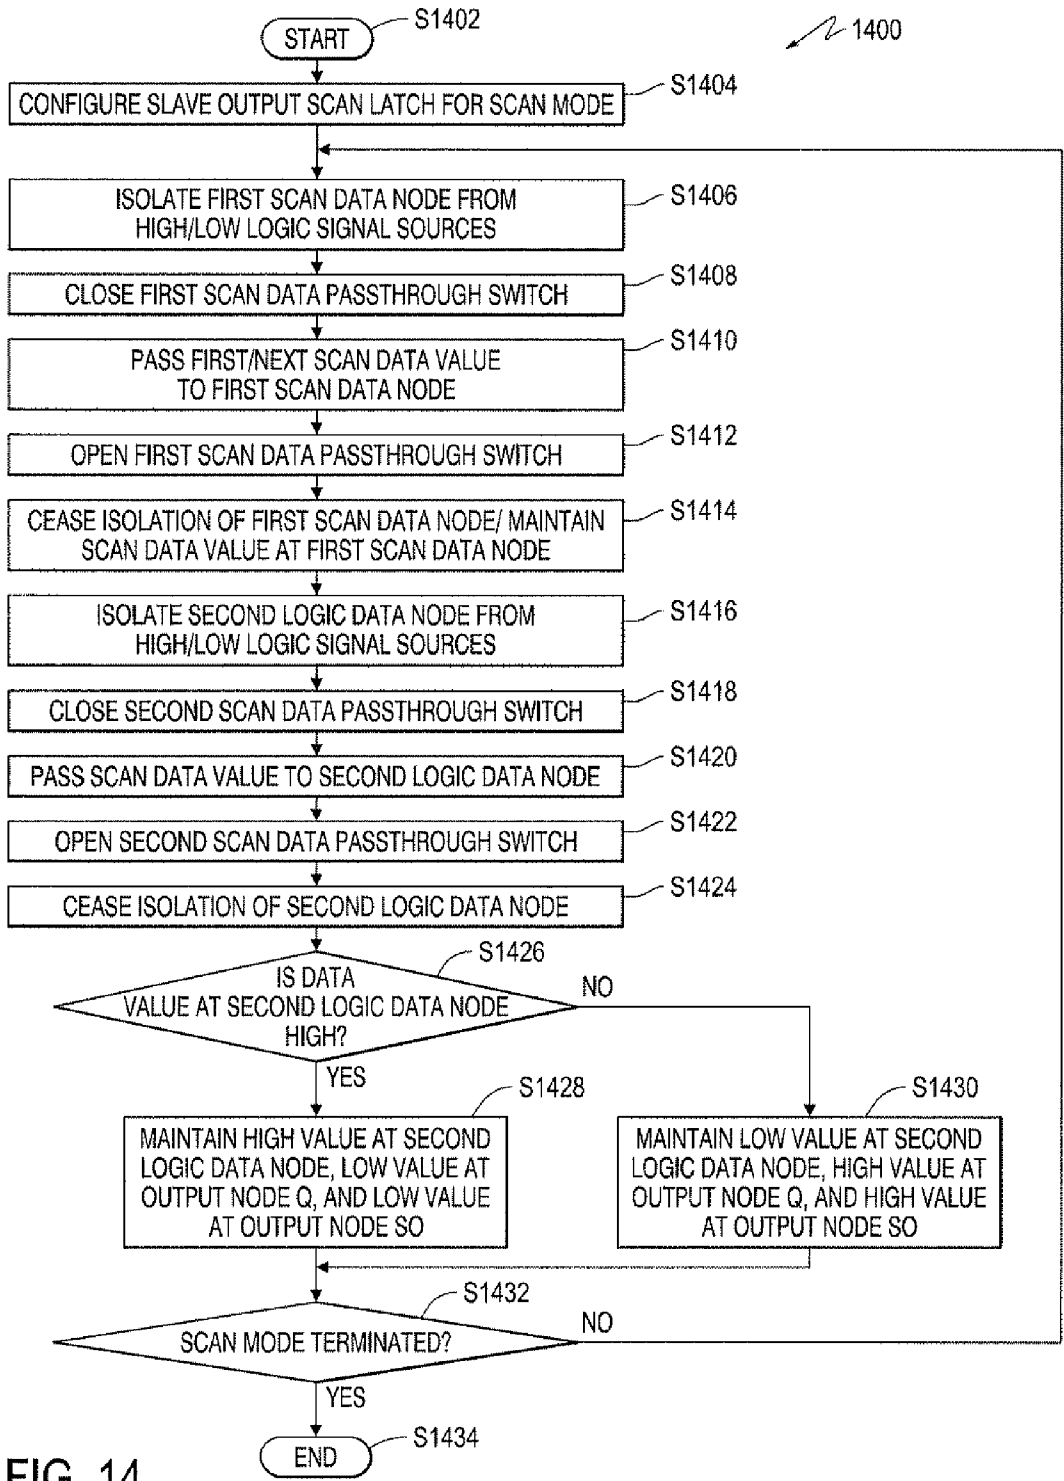 START
S1402
1400
CONFIGURE SLAVE OUTPUT SCAN LATCH FOR SCAN MODE
S1404
ISOLATE FIRST SCAN DATA NODE FROM
HIGH/LOW LOGIC SIGNAL SOURCES
S1406
CLOSE FIRST SCAN DATA PASSTHROUGH SWITCH
S1408
PASS FIRST/NEXT SCAN DATA VALUE
TO FIRST SCAN DATA NODE
S1410
OPEN FIRST SCAN DATA PASSTHROUGH SWITCH
S1412
CEASE ISOLATION OF FIRST SCAN DATA NODE/ MAINTAIN
SCAN DATA VALUE AT FIRST SCAN DATA NODE
S1414
ISOLATE SECOND LOGIC DATA NODE FROM
HIGH/LOW LOGIC SIGNAL SOURCES
S1416
CLOSE SECOND SCAN DATA PASSTHROUGH SWITCH
S1418
PASS SCAN DATA VALUE TO SECOND LOGIC DATA NODE
S1420
OPEN SECOND SCAN DATA PASSTHROUGH SWITCH
S1422
CEASE ISOLATION OF SECOND LOGIC DATA NODE
S1424
S1426
IS DATA
VALUE AT SECOND LOGIC DATA NODE
HIGH?
NO
YES
S1428
MAINTAIN HIGH VALUE AT SECOND
LOGIC DATA NODE, LOW VALUE AT
OUTPUT NODE Q, AND LOW VALUE
AT OUTPUT NODE SO
S1430
MAINTAIN LOW VALUE AT SECOND
LOGIC DATA NODE, HIGH VALUE AT
OUTPUT NODE Q, AND HIGH VALUE
AT OUTPUT NODE SO
S1432
SCAN MODE TERMINATED?
NO
YES
END
S1434
FIG. 14